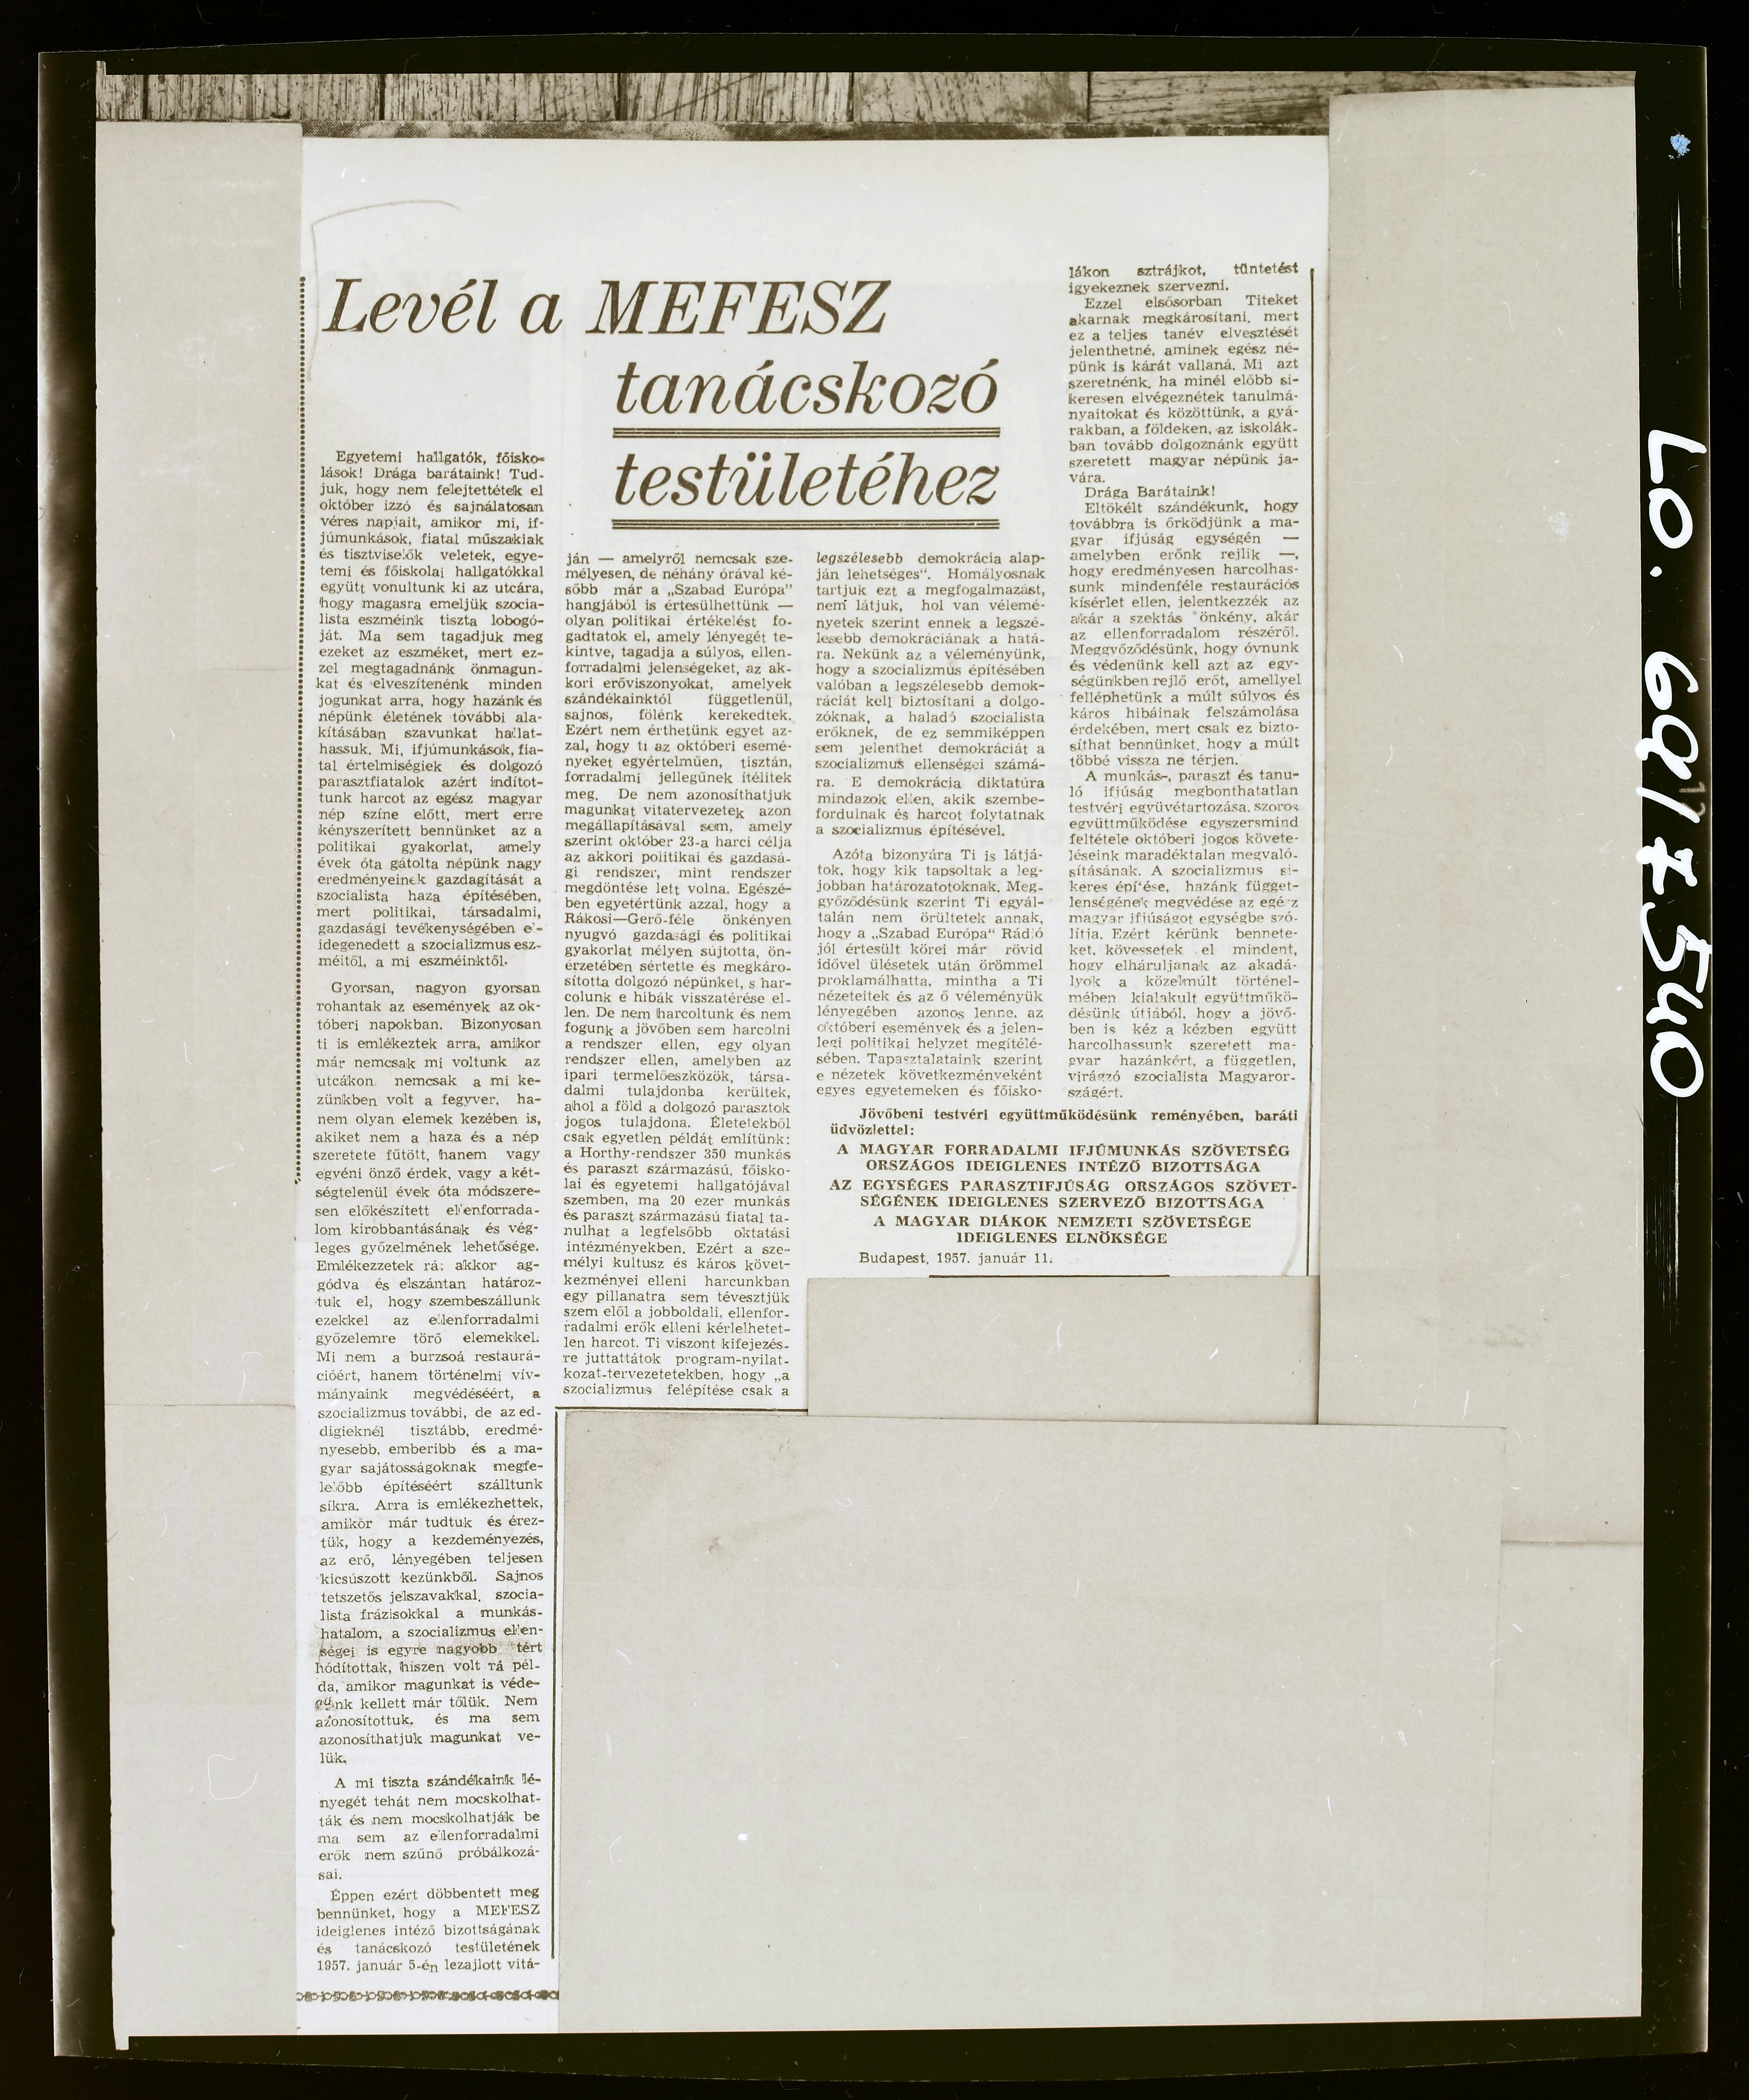 Levél a MEFESZ
tanácskozó
testületéhez
Egyetemi hallgatók, főisko-
lások! Drága barátaink! Tud-
juk, hogy nem felejtettétek el
október izzó és sajnálatosan
véres napjait, amikor mi, if-
júmunkások, fiatal műszakiak
és tisztviselők veletek, egye-
temi és főiskolai hallgatókkal
együtt vonultunk ki az utcára,
hogy magasra emeljük szocia-
lista eszméink tiszta lobogó-
ját. Ma sem tagadjuk meg
ezeket az eszméket, mert ez-
zel megtagadnánk önmagun-
kat és elveszítenénk minden
jogunkat arra, hogy hazánk és
népünk életének további ala-
kításában szavunkat hallat-
hassuk. Mi, ifjúmunkások, fia-
tal értelmiségiek és dolgozó
parasztfiatalok azért indítot-
tunk harcot az egész magyar
nép színe előtt, mert erre
kényszerített bennünket az a
politikai gyakorlat, amely
évek óta gátolta népünk nagy
eredményeinek gazdagítását a
szocialista haza építésében,
mert politikai, társadalmi,
gazdasági tevékenységében el-
idegenedett a szocializmus esz-
méitől, a mi eszméinktől.
Gyorsan, nagyon gyorsan
rohantak az események az ok-
tóberi napokban. Bizonyosan
ti is emlékeztek arra, amikor
már nemcsak mi voltunk az
utcákon, nemcsak a mi ke-
zünkben volt a fegyver, ha-
nem olyan elemek kezében is,
akiket nem a haza és a nép
szeretete fűtött, hanem vagy
egyéni önző érdek, vagy a két-
ségtelenül évek óta módszere-
sen előkészített ellenforrada-
lom kirobbantásának és vég-
leges győzelmének lehetősége.
Emlékezzetek rá: akkor ag-
gódva és elszántan határoz-
tuk el, hogy szembeszállunk
ezekkel az ellenforradalmi
győzelemre törő elemekkel.
Mi nem a burzsoá restaurá-
cióért, hanem történelmi vív-
mányaink megvédéséért, a
szocializmus további, de az ed-
digieknél tisztább, eredmé-
nyesebb, emberibb és a ma-
gyar sajátosságoknak megfe-
lelőbb építéséért szálltunk
síkra. Arra is emlékezhettek,
amikor már tudtuk és érez-
tük, hogy a kezdeményezés,
az erő, lényegében teljesen
kicsúszott kezünkből. Sajnos
tetszetős jelszavakkal, szocia-
lista frázisokkal a munkás-
hatalom, a szocializmus ellen-
ségei is egyre nagyobb tért
hódítottak, hiszen volt rá pél-
da, amikor magunkat is véde-
nünk kellett már tőlük. Nem
azonosítottuk, és ma sem
azonosíthatjuk magunkat ve-
lük.
A mi tiszta szándékaink lé-
nyegét tehát nem mocskolhat-
ták és nem mocskolhatják be
ma sem az ellenforradalmi
erők nem szűnő próbálkozá-
sai.
Éppen ezért döbbentett meg
bennünket, hogy a MEFESZ
ideiglenes intéző bizottságának
és tanácskozó testületének
1957. január 5-én lezajlott vitá-
ján — amelyről nemcsak sze-
mélyesen, de néhány órával ké-
sőbb már a „Szabad Európa"
hangjából is értesülhettünk —
olyan politikai értékelést fo-
gadtatok el, amely lényegét te-
kintve, tagadja a súlyos, ellen-
forradalmi jelenségeket, az ak-
kori erőviszonyokat, amelyek
szándékainktól függetlenül,
sajnos, fölénk kerekedtek.
Ezért nem érthetünk egyet az-
zal, hogy ti az októberi esemé-
nyeket egyértelműen, tisztán,
forradalmi jellegűnek ítélitek
meg. De nem azonosíthatjuk
magunkat vitatervezetek azon
megállapításával sem, amely
szerint október 23-a harci célja
az akkori politikai és gazdasá-
gi rendszer, mint rendszer
megdöntése lett volna. Egészé-
ben egyetértünk azzal, hogy a
Rákosi—Gerő-féle önkényen
nyugvó gazdasági és politikai
gyakorlat mélyen sújtotta, ön-
érzetében sértette és megkáro-
sította dolgozó népünket, s har-
colunk e hibák visszatérése el-
len. De nem harcoltunk és nem
fogunk a jövőben sem harcolni
a rendszer ellen, egy olyan
rendszer ellen, amelyben az
ipari termelőeszközök, társa-
dalmi tulajdonba kerültek,
ahol a föld a dolgozó parasztok
jogos tulajdona. Életetekből
csak egyetlen példát említünk:
a Horthy-rendszer 350 munkás
és paraszt származású, főisko-
lai és egyetemi hallgatójával
szemben, ma 20 ezer munkás
és paraszt származású fiatal ta-
nulhat a legfelsőbb oktatási
intézményekben. Ezért a sze-
mélyi kultusz és káros követ-
kezményei elleni harcunkban
egy pillanatra sem tévesztjük
szem elől a jobboldali, ellenfor-
radalmi erők elleni kérlelhetet-
len harcot. Ti viszont kifejezés-
re juttattátok program-nyilat-
kozat-tervezetetekben, hogy „a
szocializmus felépítése csak a
legszélesebb demokrácia alap-
ján lehetséges". Homályosnak
tartjuk ezt a megfogalmazást,
nem látjuk, hol van vélemé-
nyetek szerint ennek a legszé-
lesebb demokráciának a hatá-
ra. Nekünk az a véleményünk,
hogy a szocializmus építésében
valóban a legszélesebb demok-
ráciát kell biztosítani a dolgo-
zóknak, a haladó szocialista
erőknek, de ez semmiképpen
sem jelenthet demokráciát a
szocializmus ellenségei számá-
ra. E demokrácia diktatúra
mindazok ellen, akik szembe-
fordulnak és harcot folytatnak
a szocializmus építésével.
Azóta bizonyára Ti is látjá-
tok, hogy kik tapsoltak a leg-
jobban határozatotoknak. Meg-
győződésünk szerint Ti egyál-
talán nem örültetek annak,
hogy a „Szabad Európa" Rádió
jól értesült körei már rövid
idővel ülésetek után örömmel
proklamálhatta, mintha a Ti
nézeteitek és az ő véleményük
lényegében azonos lenne, az
októberi események és a jelen-
legi politikai helyzet megítélé-
sében. Tapasztalataink szerint
e nézetek következményeként
egyes egyetemeken és főisko-
lákon sztrájkot, tüntetést
igyekeznek szervezni.
Ezzel elsősorban Titeket
akarnak megkárosítani, mert
ez a teljes tanév elvesztését
jelenthetné, aminek egész né-
pünk is kárát vallaná. Mi azt
szeretnénk, ha minél előbb si-
keresen elvégeznétek tanulmá-
nyaitokat és közöttünk, a gyá-
rakban, a földeken, az iskolák-
ban tovább dolgoznánk együtt
szeretett magyar népünk ja-
vára.
Drága Barátaink!
Eltökélt szándékunk, hogy
továbbra is őrködjünk a ma-
gyar ifjúság egységén —
amelyben erőnk rejlik —,
hogy eredményesen harcolhas-
sunk mindenféle restaurációs
kísérlet ellen, jelentkezzék az
akár a szektás önkény, akár
az ellenforradalom részéről.
Meggyőződésünk, hogy óvnunk
és védenünk kell azt az egy-
ségünkben rejlő erőt, amellyel
felléphetünk a múlt súlyos és
káros hibáinak felszámolása
érdekében, mert csak ez bizto-
síthat bennünket, hogy a múlt
többé vissza ne térjen.
A munkás-, paraszt és tanu-
ló ifjúság megbonthatatlan
testvéri együvétartozása, szoros
együttműködése egyszersmind
feltétele októberi jogos követe-
léseink maradéktalan megvaló-
sításának. A szocializmus si-
keres építése, hazánk függet-
lenségének megvédése az egész
magyar ifjúságot egységbe szó-
lítja. Ezért kérünk bennete-
ket, kövessetek el mindent,
hogy elháruljanak az akadá-
lyok a közelmúlt történel-
mében kialakult együttműkö-
désünk útjából, hogy a jövő-
ben is kéz a kézben együtt
harcolhassunk szeretett ma-
gyar hazánkért, a független,
virágzó szocialista Magyaror-
szágért.
Jövőbeni testvéri együttműködésünk reményében, baráti
üdvözlettel:
A MAGYAR FORRADALMI IFJÚMUNKÁS SZÖVETSÉG
ORSZÁGOS IDEIGLENES INTÉZŐ BIZOTTSÁGA
AZ EGYSÉGES PARASZTIFJÚSÁG ORSZÁGOS SZÖVET-
SÉGÉNEK IDEIGLENES SZERVEZŐ BIZOTTSÁGA
A MAGYAR DIÁKOK NEMZETI SZÖVETSÉGE
IDEIGLENES ELNÖKSÉGE
Budapest, 1957. január 11.
LO. 69/7.540